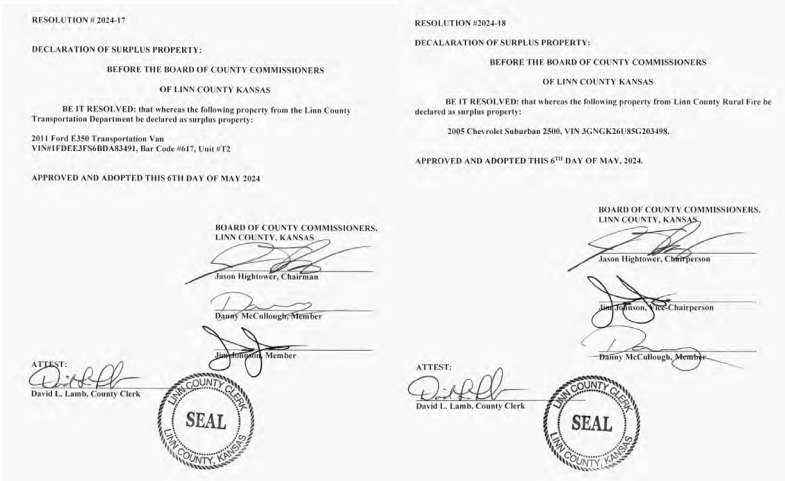 RESOLUTION # 2024-17
DECLARATION OF SURPLUS PROPERTY:
BEFORE THE BOARD OF COUNTY COMMISSIONERS
OF LINN COUNTY KANSAS
BE IT RESOLVED: that whereas the following property from the Linn County
Transportation Department be declared as surplus property:
2011 Ford E350 Transportation Van
VIN#1FDEE3FS6BDA83491, Bar Code #617, Unit #T2
APPROVED AND ADOPTED THIS 6TH DAY OF MAY 2024
BOARD OF COUNTY COMMISSIONERS,
LINN COUNTY, KANSAS
Jason Hightower, Chairman
Danny McCullough, Member
Jim Johnson, Member
ATTEST:
David L. Lamb, County Clerk
LINN COUNTY CLERK
SEAL
LINN COUNTY, KANSAS
RESOLUTION #2024-18
DECALARATION OF SURPLUS PROPERTY:
BEFORE THE BOARD OF COUNTY COMMISSIONERS
OF LINN COUNTY KANSAS
BE IT RESOLVED: that whereas the following property from Linn County Rural Fire be
declared as surplus property:
2005 Chevrolet Suburban 2500, VIN 3GNGK26U85G203498.
APPROVED AND ADOPTED THIS 6TH DAY OF MAY, 2024.
BOARD OF COUNTY COMMISSIONERS,
LINN COUNTY, KANSAS
Jason Hightower, Chairperson
Jim Johnson, Vice-Chairperson
Danny McCullough, Member
ATTEST:
David L. Lamb, County Clerk
LINN COUNTY CLERK
SEAL
LINN COUNTY, KANSAS